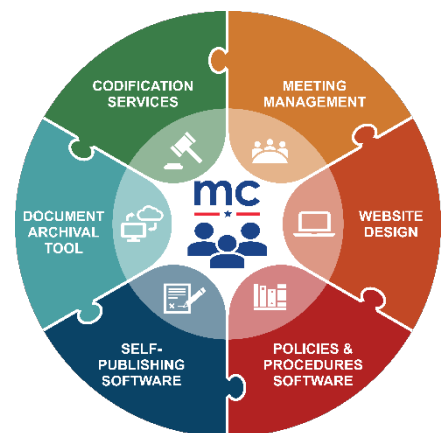 CODIFICATION
SERVICES
MEETING
MANAGEMENT
DOCUMENT
ARCHIVAL
TOOL
mc
WEBSITE
DESIGN
SELF-
PUBLISHING
SOFTWARE
POLICIES &
PROCEDURES
SOFTWARE